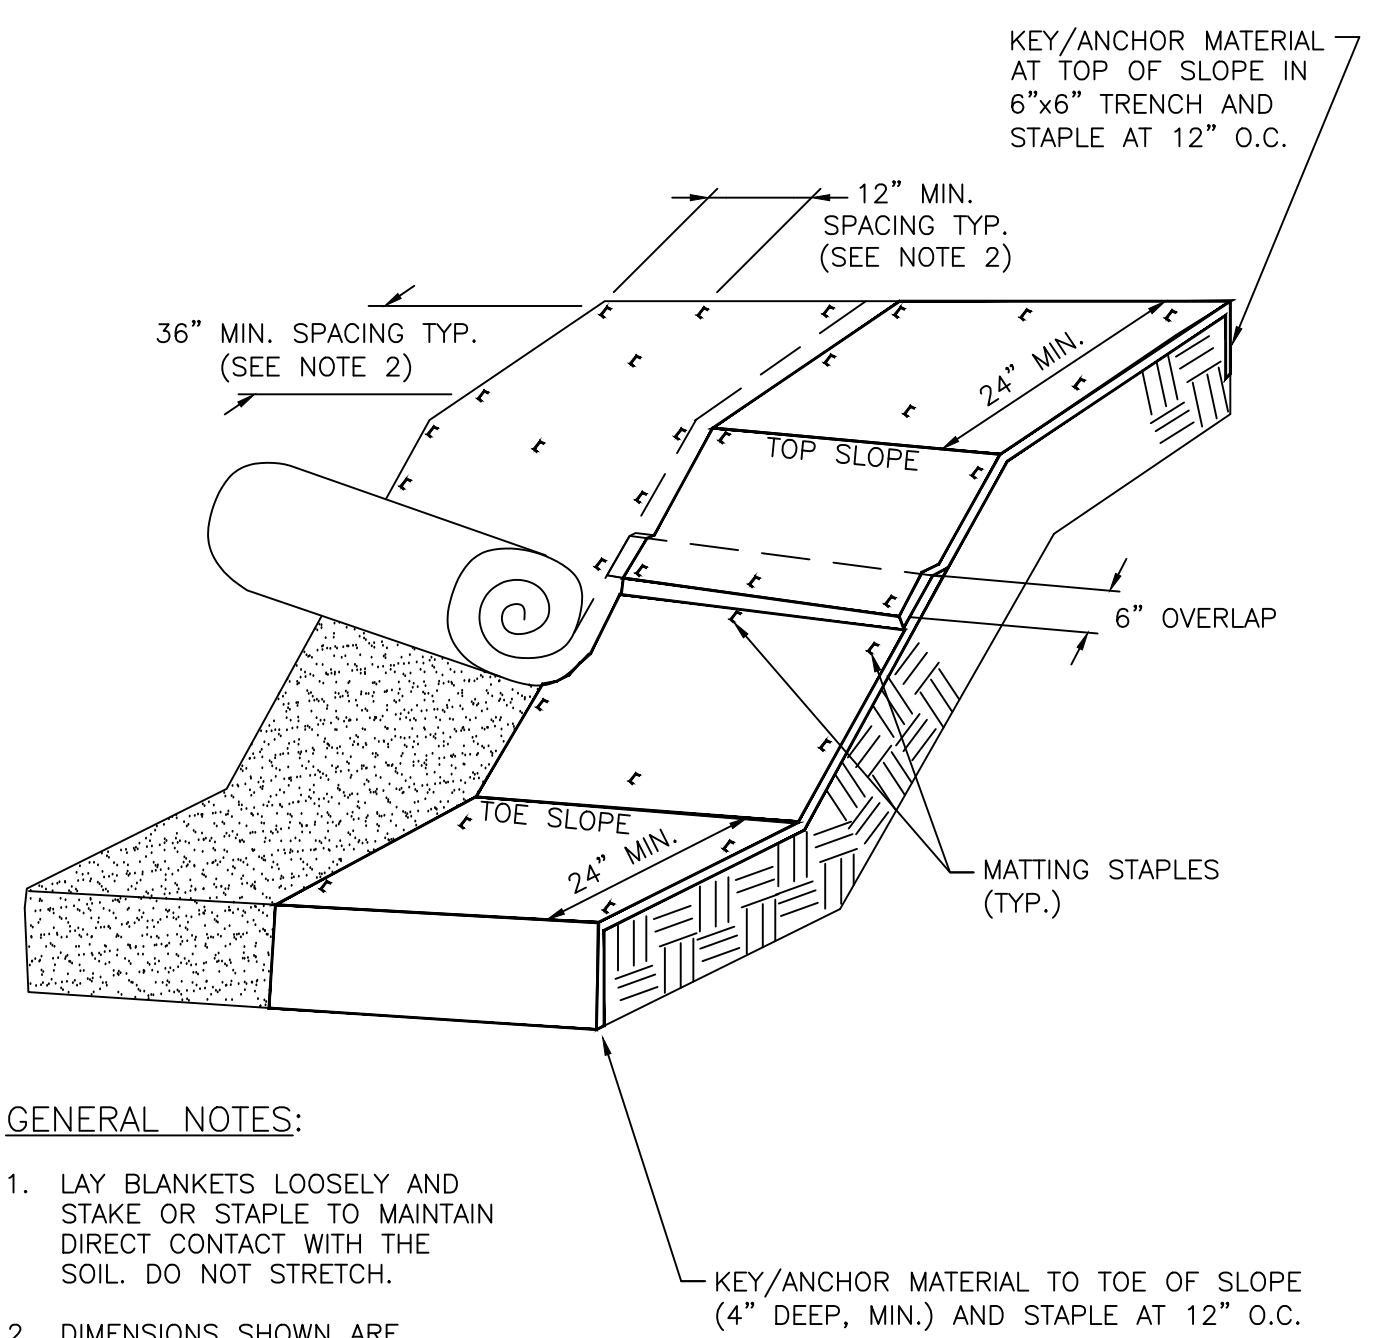 KEY/ANCHOR MATERIAL
AT TOP OF SLOPE IN
6”x6” TRENCH AND
STAPLE AT 12” O.C.
12” MIN.
SPACING TYP.
(SEE NOTE 2)
36” MIN. SPACING TYP.
(SEE NOTE 2)
24” MIN.
TOP SLOPE
6” OVERLAP
TOE SLOPE
24” MIN.
MATTING STAPLES
(TYP.)
GENERAL NOTES:
1. LAY BLANKETS LOOSELY AND
STAKE OR STAPLE TO MAINTAIN
DIRECT CONTACT WITH THE
SOIL. DO NOT STRETCH.
KEY/ANCHOR MATERIAL TO TOE OF SLOPE
(4” DEEP, MIN.) AND STAPLE AT 12” O.C.
2. DIMENSIONS SHOWN ARE